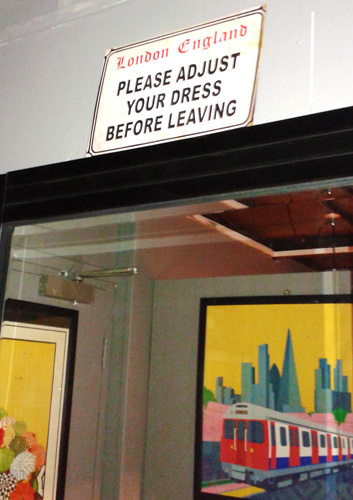 London England
PLEASE ADJUST
YOUR DRESS
BEFORE LEAVING